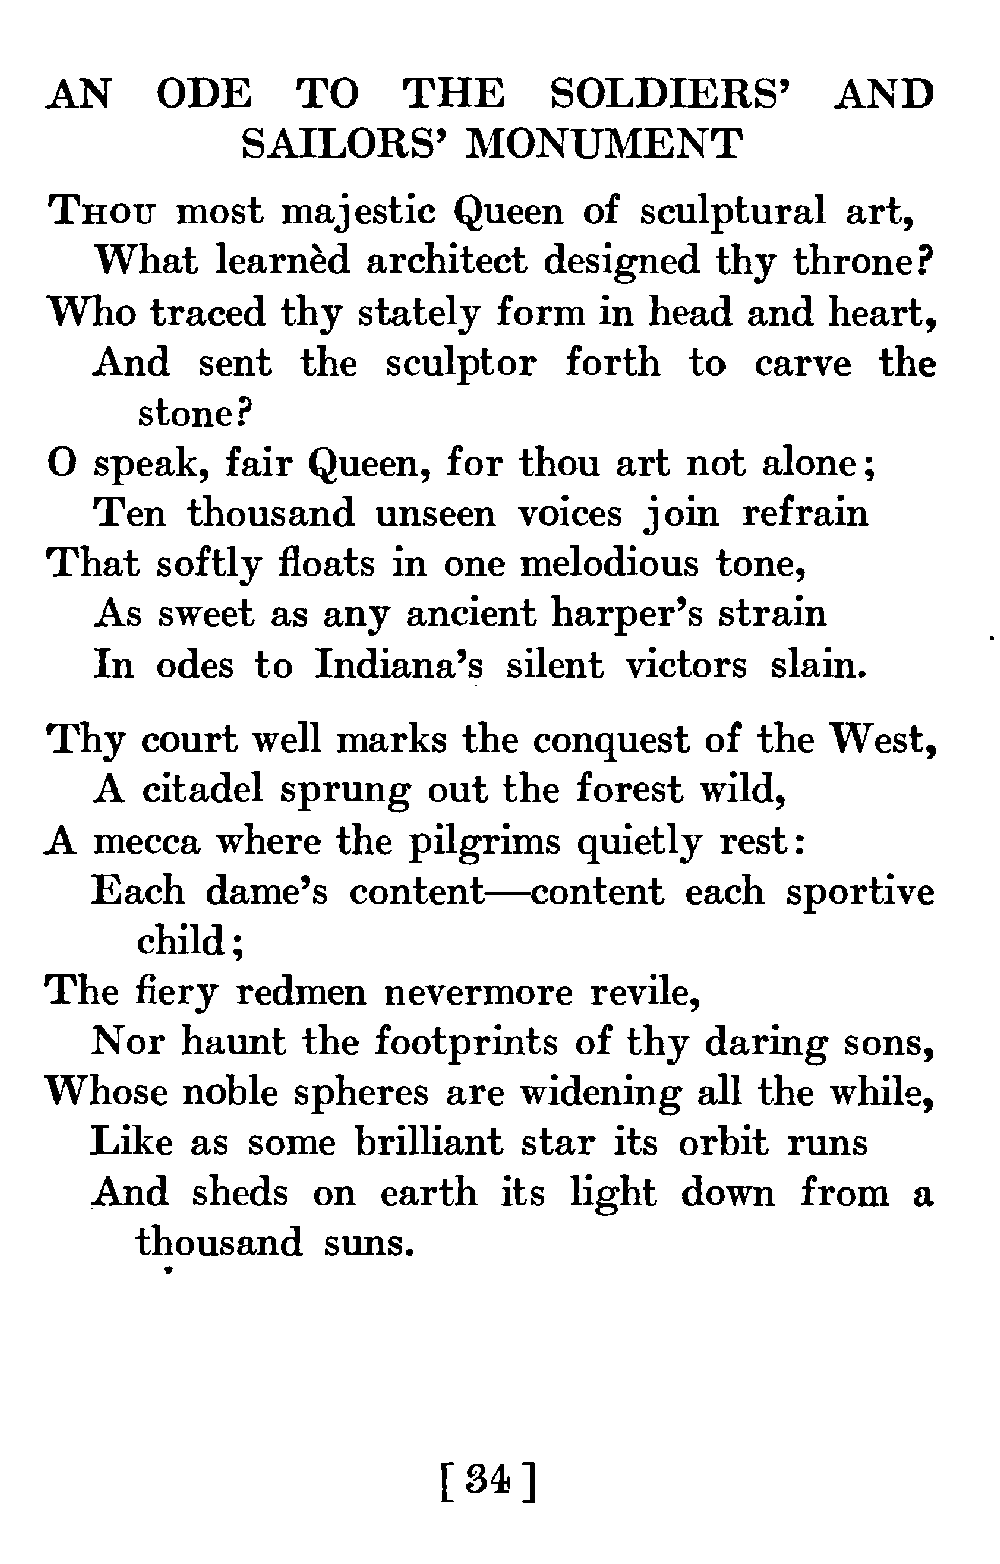 AN ODE TO THE SOLDIERS' AND
SAILORS' MONUMENT
THOU most majestic Queen of sculptural art,
What learnèd architect designed thy throne?
Who traced thy stately form in head and heart,
And sent the sculptor forth to carve the
stone?
O speak, fair Queen, for thou art not alone;
Ten thousand unseen voices join refrain
That softly floats in one melodious tone,
As sweet as any ancient harper's strain
In odes to Indiana's silent victors slain.
Thy court well marks the conquest of the West,
A citadel sprung out the forest wild,
A mecca where the pilgrims quietly rest:
Each dame's content—content each sportive
child;
The fiery redmen nevermore revile,
Nor haunt the footprints of thy daring sons,
Whose noble spheres are widening all the while,
Like as some brilliant star its orbit runs
And sheds on earth its light down from a
thousand suns.
[34]